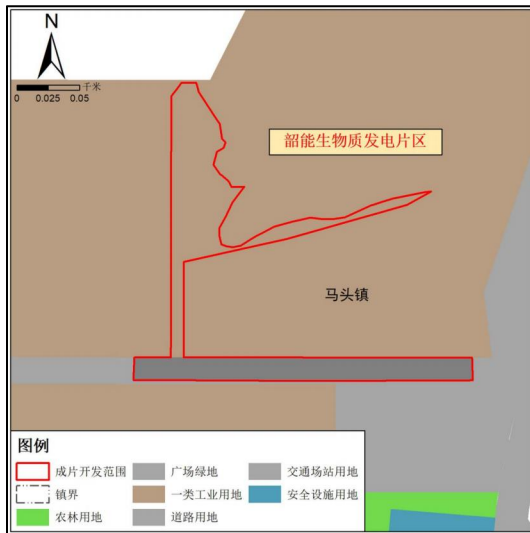 N
千米
0 0.025 0.05
韶能生物质发电片区
马头镇
图例
成片开发范围 广场绿地 交通场站用地
镇界 一类工业用地 安全设施用地
农林用地 道路用地